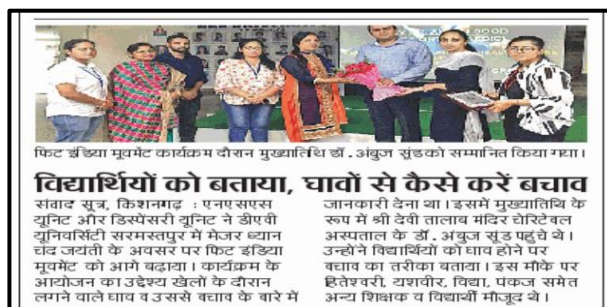 फिट इंडिया मूवमेंट कार्यक्रम दौरान मुख्यातिथि डॉ. अंबुज सूंड को सम्मानित किया गया।
विद्यार्थियों को बताया, घावों से कैसे करें बचाव
संवाद सूत्र, किशनगढ़ : एनएसएस
यूनिट और डिस्पेंसरी यूनिट ने डीएवी
यूनिवर्सिटी सरमस्तपुर में मेजर ध्यान
चंद जयंती के अवसर पर फिट इंडिया
मूवमेंट को आगे बढ़ाया। कार्यक्रम के
आयोजन का उद्देश्य खेलों के दौरान
लगने वाले घाव व उससे बचाव के बारे में
जानकारी देना था। इसमें मुख्यातिथि के
रूप में श्री देवी तालाब मंदिर चेरिटेबल
अस्पताल के डॉ. अंबुज सूंड पहुंचे थे।
उन्होंने विद्यार्थियों को घाव होने पर
बचाव का तरीका बताया। इस मौके पर
हितेश्वरी, यशवीर, विद्या, पंकज समेत
अन्य शिक्षक व विद्यार्थी मौजूद थे।